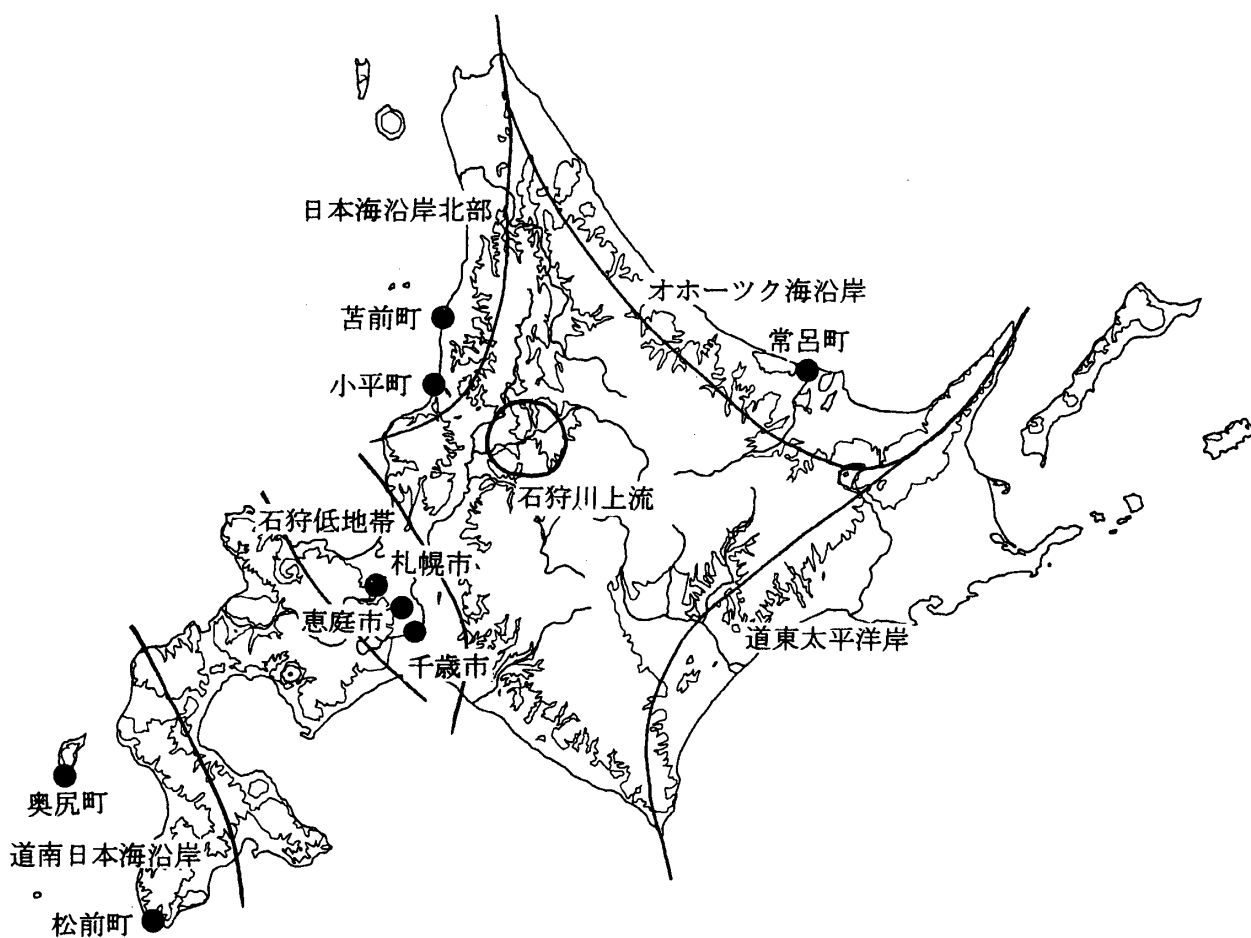 日本海沿岸北部
オホーツク海沿岸
苫前町
常呂町
小平町
石狩川上流
石狩低地帯
札幌市
恵庭市
道東太平洋岸
千歳市
奥尻町
道南日本海沿岸
松前町